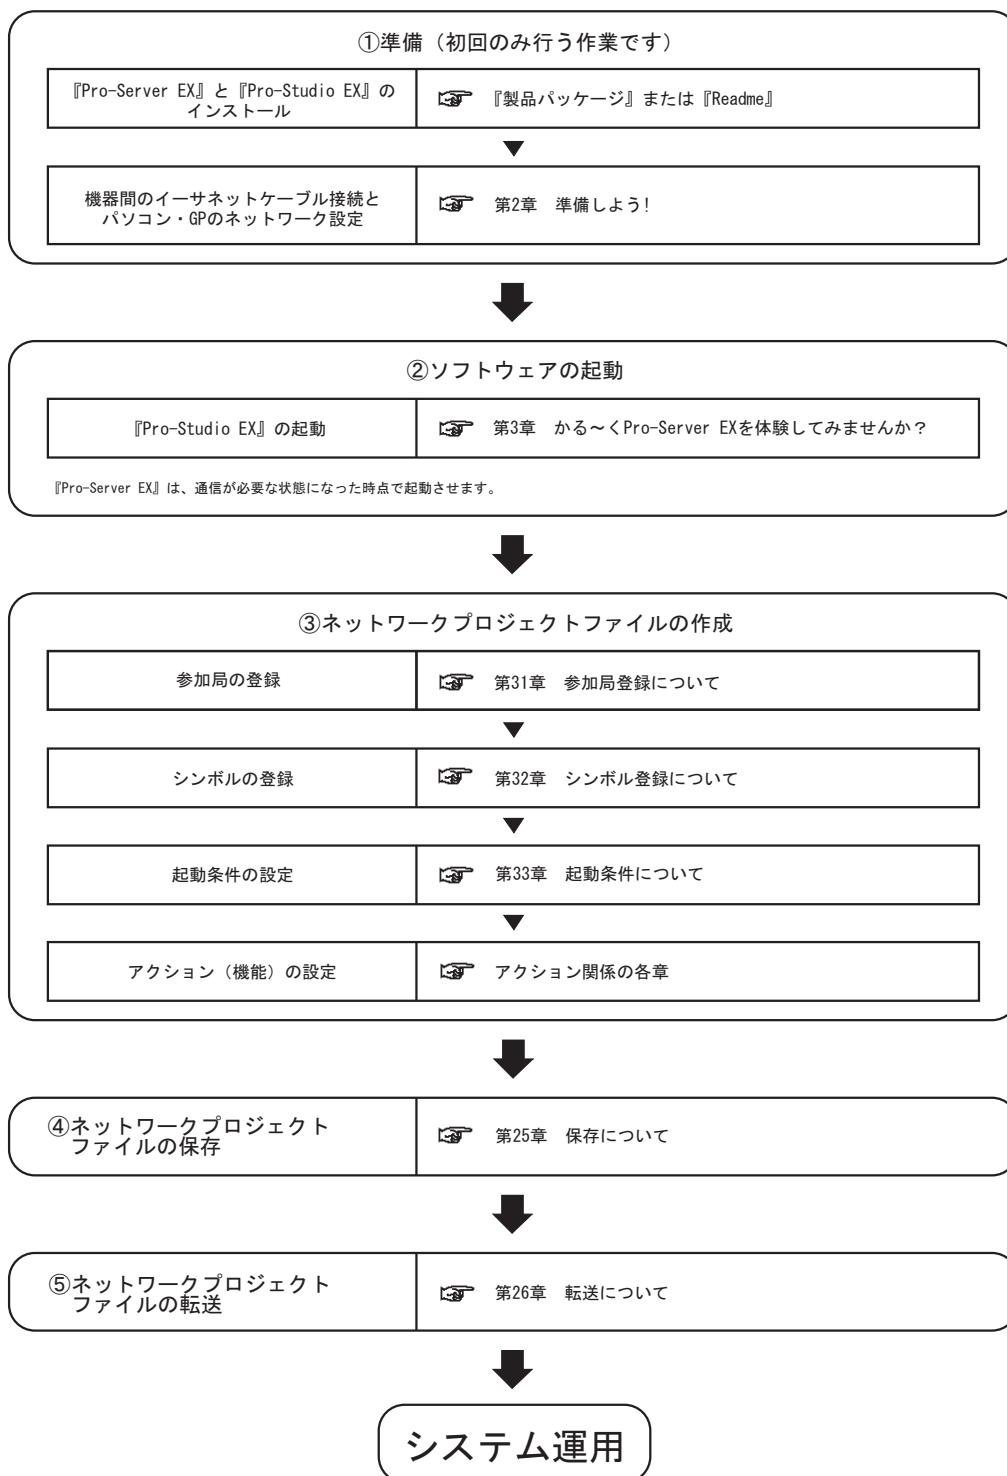 ①準備（初回のみ行う作業です）
『Pro-Server EX』と『Pro-Studio EX』の
インストール
『製品パッケージ』または『Readme』
機器間のイーサネットケーブル接続と
パソコン・GPのネットワーク設定
第2章　準備しよう!
②ソフトウェアの起動
『Pro-Studio EX』の起動
第3章　かる～くPro-Server EXを体験してみませんか？
『Pro-Server EX』は、通信が必要な状態になった時点で起動させます。
③ネットワークプロジェクトファイルの作成
参加局の登録
第31章　参加局登録について
シンボルの登録
第32章　シンボル登録について
起動条件の設定
第33章　起動条件について
アクション（機能）の設定
アクション関係の各章
④ネットワークプロジェクト
ファイルの保存
第25章　保存について
⑤ネットワークプロジェクト
ファイルの転送
第26章　転送について
システム運用